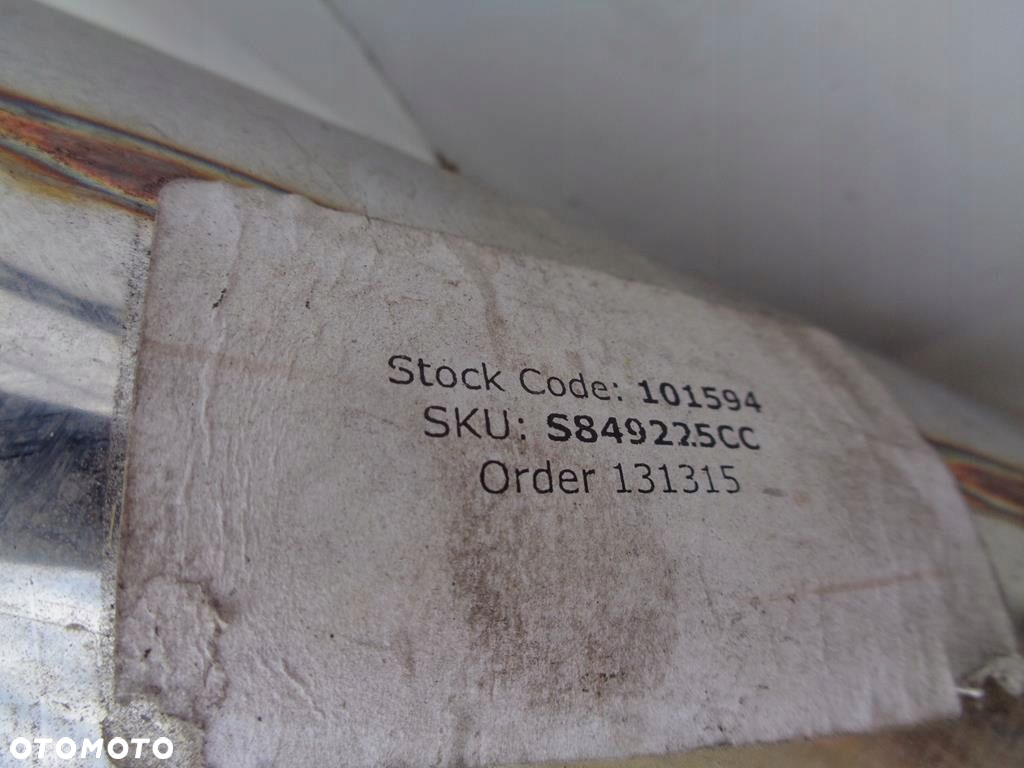 Stock Code: 101594
SKU: S849225CC
Order 131315
OTOMOTO